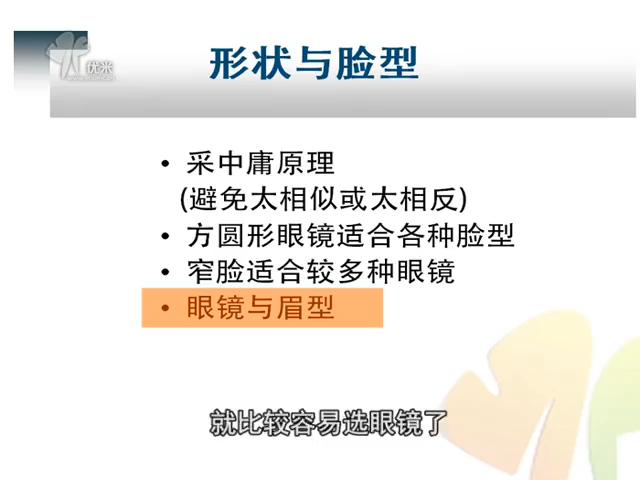 优米
形状与脸型
• 采中庸原理
(避免太相似或太相反)
• 方圆形眼镜适合各种脸型
• 窄脸适合较多种眼镜
• 眼镜与眉型
就比较容易选眼镜了